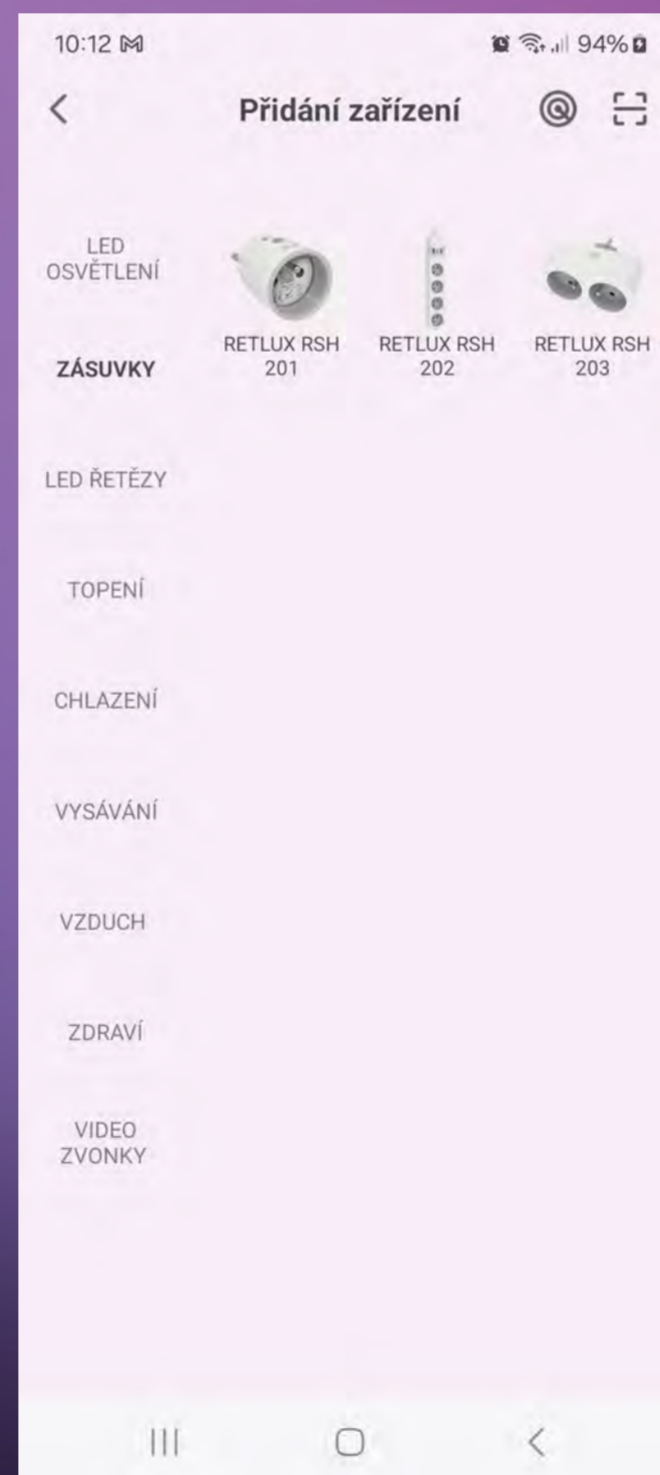 10:12
94%
Přidání zařízení
LED
OSVĚTLENÍ
ZÁSUVKY
LED ŘETĚZY
TOPENÍ
CHLAZENÍ
VYSÁVÁNÍ
VZDUCH
ZDRAVÍ
VIDEO
ZVONKY
RETLUX RSH
201
RETLUX RSH
202
RETLUX RSH
203